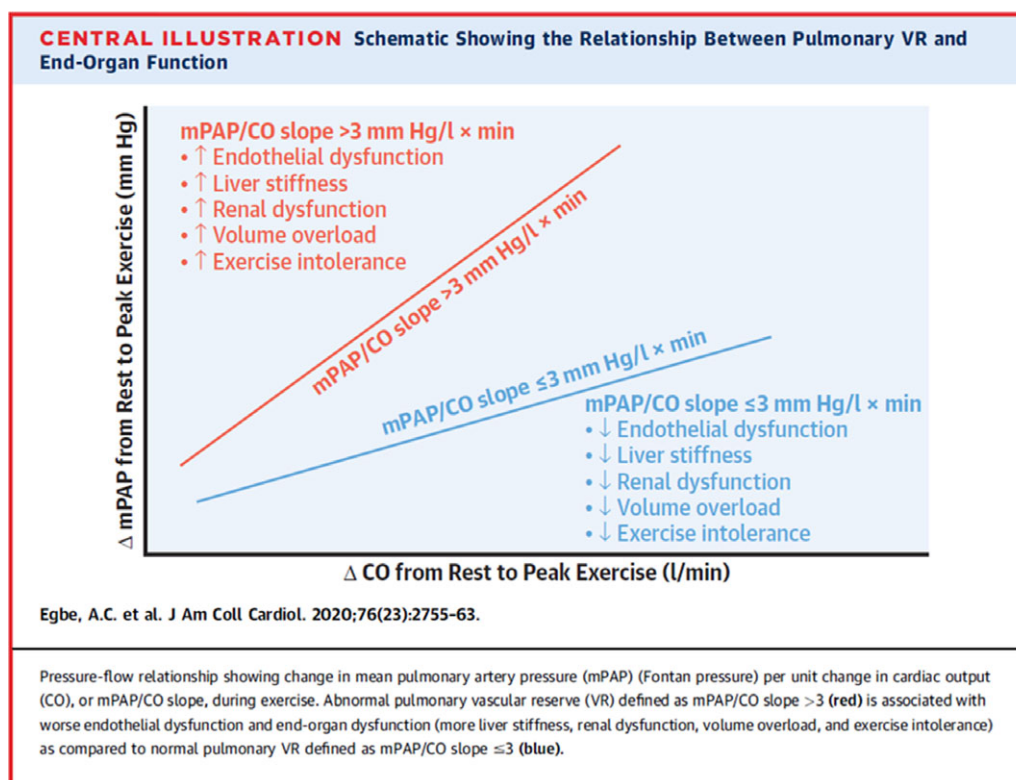 CENTRAL ILLUSTRATION Schematic Showing the Relationship Between Pulmonary VR and
End-Organ Function
Δ mPAP from Rest to Peak Exercise (mm Hg)
mPAP/CO slope >3 mm Hg/l × min
• ↑ Endothelial dysfunction
• ↑ Liver stiffness
• ↑ Renal dysfunction
• ↑ Volume overload
• ↑ Exercise intolerance
mPAP/CO slope >3 mm Hg/l × min
mPAP/CO slope ≤3 mm Hg/l × min
mPAP/CO slope ≤3 mm Hg/l × min
• ↓ Endothelial dysfunction
• ↓ Liver stiffness
• ↓ Renal dysfunction
• ↓ Volume overload
• ↓ Exercise intolerance
Δ CO from Rest to Peak Exercise (l/min)
Egbe, A.C. et al. J Am Coll Cardiol. 2020;76(23):2755–63.
Pressure-flow relationship showing change in mean pulmonary artery pressure (mPAP) (Fontan pressure) per unit change in cardiac output
(CO), or mPAP/CO slope, during exercise. Abnormal pulmonary vascular reserve (VR) defined as mPAP/CO slope >3 (red) is associated with
worse endothelial dysfunction and end-organ dysfunction (more liver stiffness, renal dysfunction, volume overload, and exercise intolerance)
as compared to normal pulmonary VR defined as mPAP/CO slope ≤3 (blue).